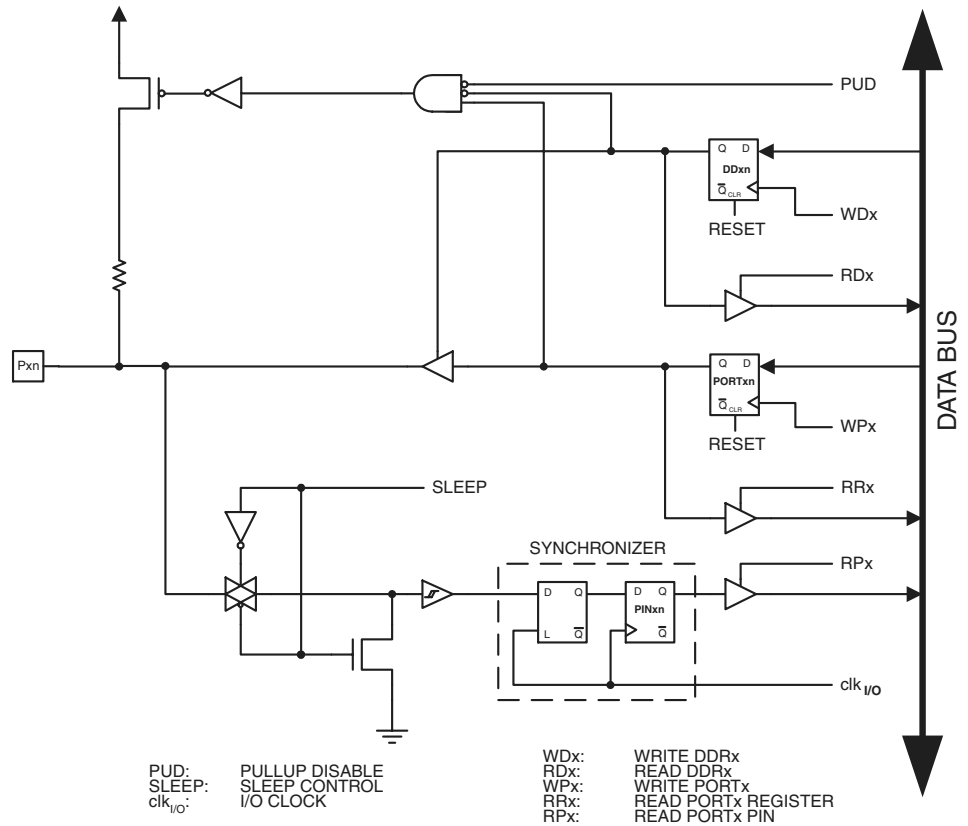 PUD
Q D
DDxn
Q CLR
WDx
RESET
RDx
Pxn
Q D
PORTxn
Q CLR
WPx
RESET
RRx
SLEEP
SYNCHRONIZER
RPx
D Q
L Q
D Q
PINxn
Q
clk I/O
DATA BUS
PUD: PULLUP DISABLE
SLEEP: SLEEP CONTROL
clkI/O: I/O CLOCK
WDx: WRITE DDRx
RDx: READ DDRx
WPx: WRITE PORTx
RRx: READ PORTx REGISTER
RPx: READ PORTx PIN